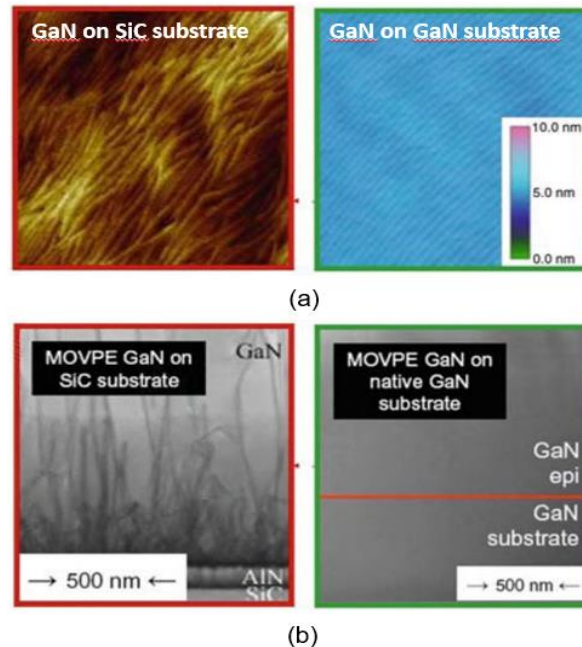 GaN on SiC substrate
GaN on GaN substrate
10.0 nm
5.0 nm
0.0 nm
(a)
MOVPE GaN on
SiC substrate
GaN
→ 500 nm ←
AlN
SiC
MOVPE GaN on
native GaN
substrate
GaN
epi
GaN
substrate
→ 500 nm ←
(b)